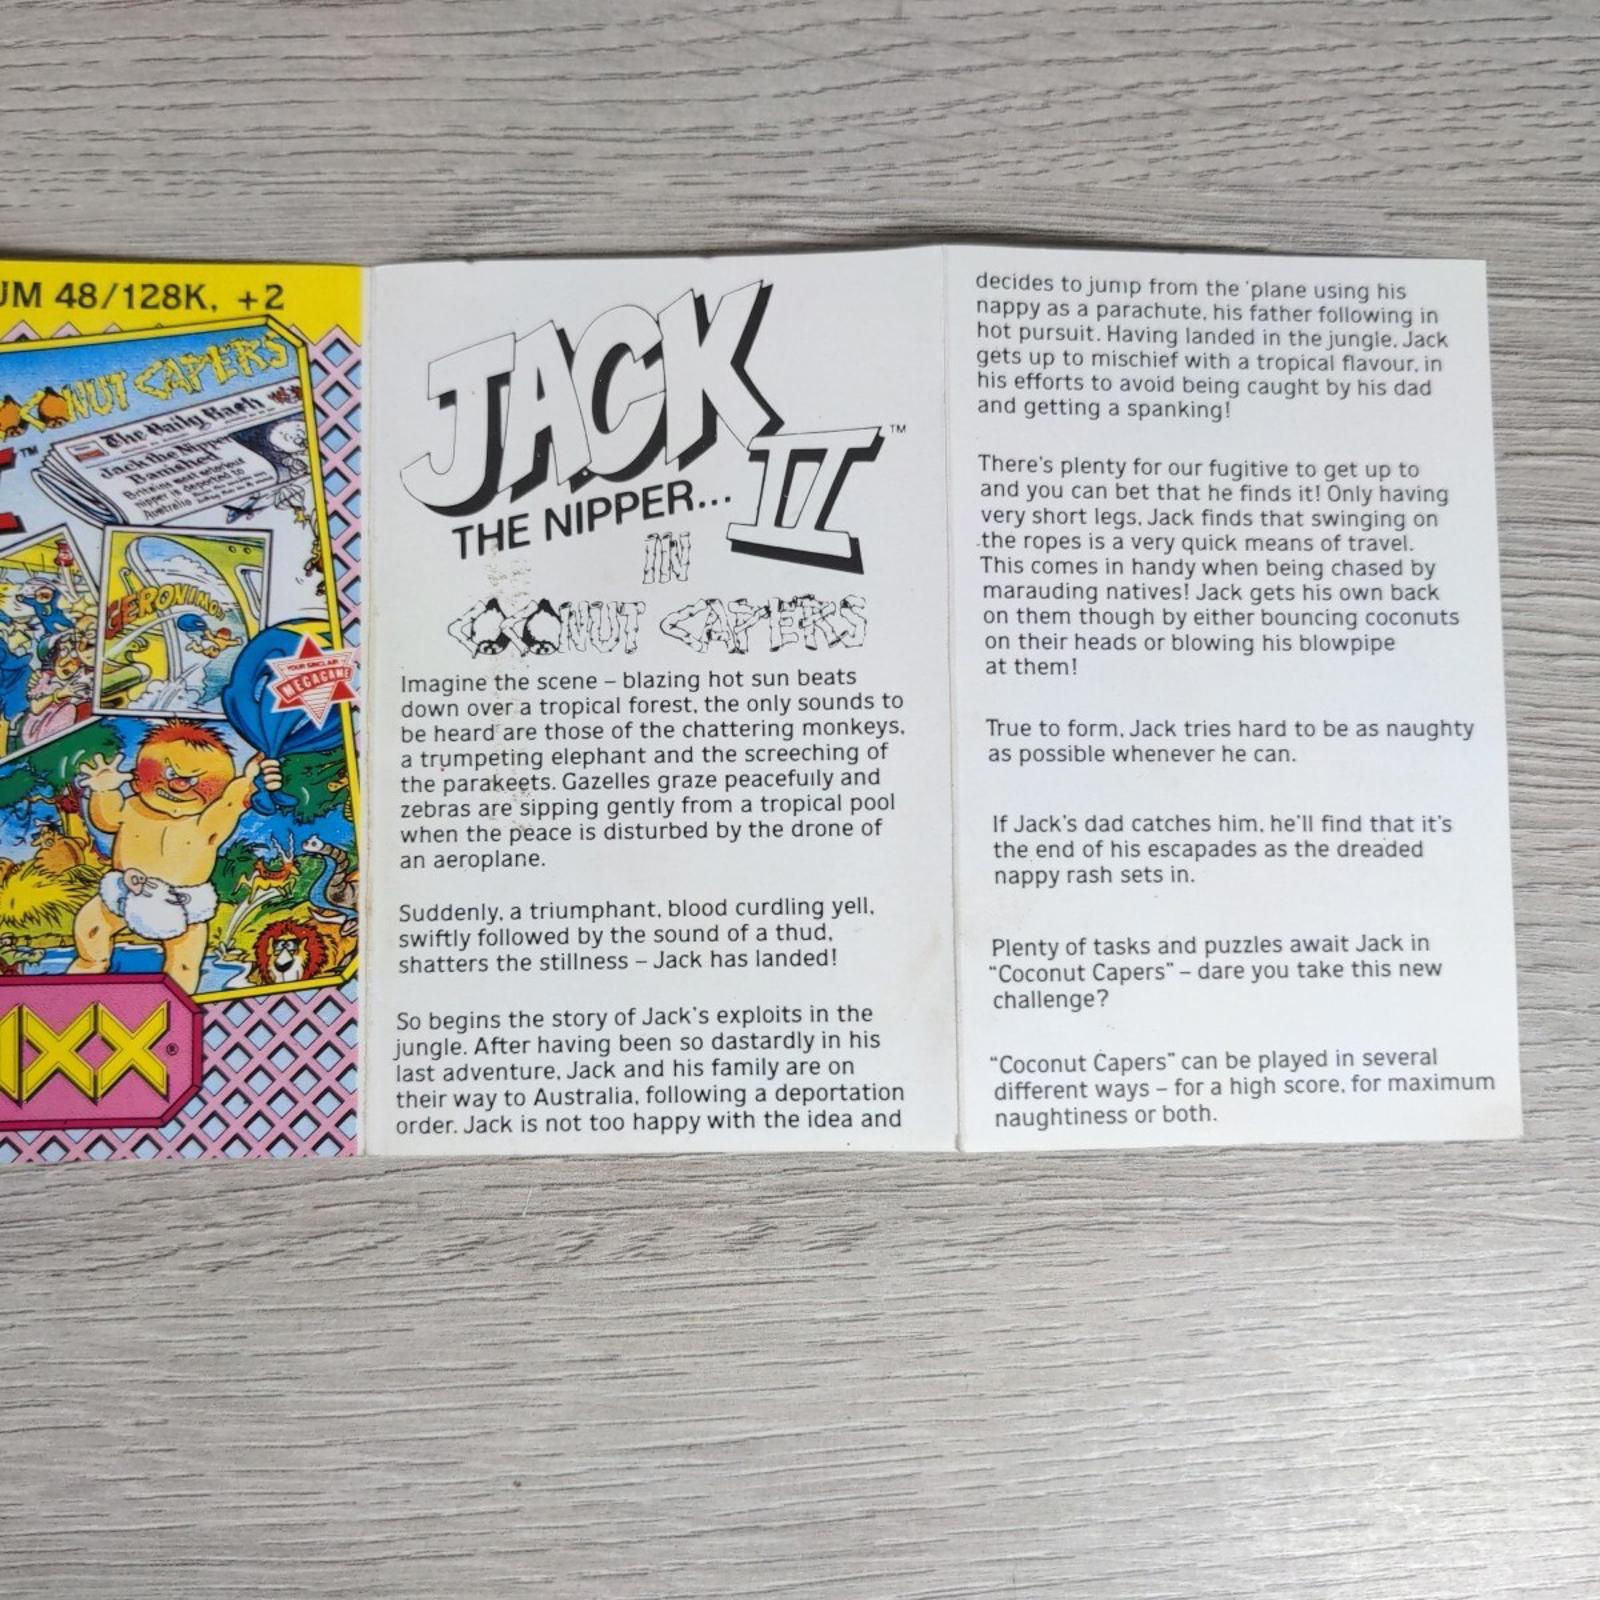 UM 48/128K, +2
COCONUT CAPERS
The Daily Bach
Jack the Nipper
Banished
Britains most notorious
nipper is deported to
Australia
TM
GERONIMO
YOUR SINCLAIR
MEGAGAME
IXX®
JACK
II™
THE NIPPER...
IN
COCONUT CAPERS
Imagine the scene – blazing hot sun beats
down over a tropical forest, the only sounds to
be heard are those of the chattering monkeys,
a trumpeting elephant and the screeching of
the parakeets. Gazelles graze peacefully and
zebras are sipping gently from a tropical pool
when the peace is disturbed by the drone of
an aeroplane.
Suddenly, a triumphant, blood curdling yell,
swiftly followed by the sound of a thud,
shatters the stillness – Jack has landed!
So begins the story of Jack's exploits in the
jungle. After having been so dastardly in his
last adventure, Jack and his family are on
their way to Australia, following a deportation
order. Jack is not too happy with the idea and
decides to jump from the 'plane using his
nappy as a parachute, his father following in
hot pursuit. Having landed in the jungle, Jack
gets up to mischief with a tropical flavour, in
his efforts to avoid being caught by his dad
and getting a spanking!
There's plenty for our fugitive to get up to
and you can bet that he finds it! Only having
very short legs, Jack finds that swinging on
the ropes is a very quick means of travel.
This comes in handy when being chased by
marauding natives! Jack gets his own back
on them though by either bouncing coconuts
on their heads or blowing his blowpipe
at them!
True to form, Jack tries hard to be as naughty
as possible whenever he can.
If Jack's dad catches him, he'll find that it's
the end of his escapades as the dreaded
nappy rash sets in.
Plenty of tasks and puzzles await Jack in
"Coconut Capers" – dare you take this new
challenge?
"Coconut Capers" can be played in several
different ways – for a high score, for maximum
naughtiness or both.